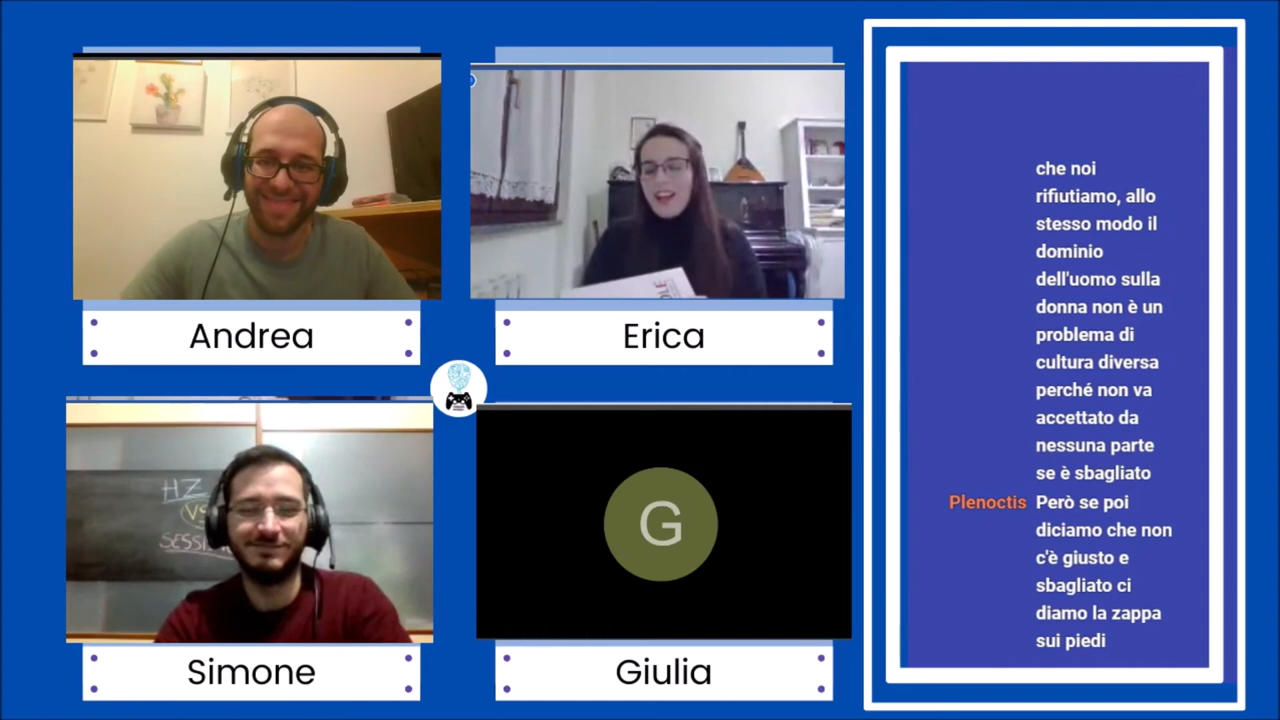 Andrea
Erica
HZ
VS
Simone
G
Giulia
che noi
rifiutiamo, allo
stesso modo il
dominio
dell'uomo sulla
donna non è un
problema di
cultura diversa
perché non va
accettato da
nessuna parte
se è sbagliato
Plenoctis Però se poi
diciamo che non
c'è giusto e
sbagliato ci
diamo la zappa
sui piedi